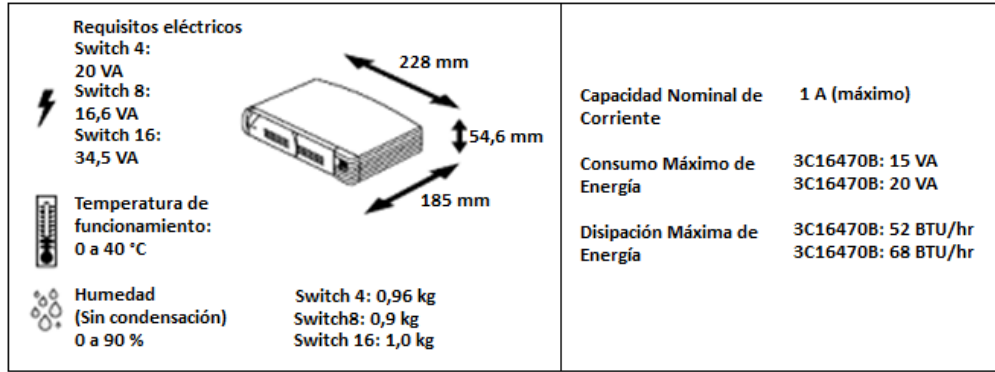 Requisitos eléctricos
Switch 4:
20 VA
Switch 8:
16,6 VA
Switch 16:
34,5 VA
228 mm
54,6 mm
185 mm
Temperatura de
funcionamiento:
0 a 40 °C
Humedad
(Sin condensación)
0 a 90 %
Switch 4: 0,96 kg
Switch8: 0,9 kg
Switch 16: 1,0 kg
Capacidad Nominal de 1 A (máximo)
Corriente
Consumo Máximo de 3C16470B: 15 VA
Energía 3C16470B: 20 VA
Disipación Máxima de 3C16470B: 52 BTU/hr
Energía 3C16470B: 68 BTU/hr